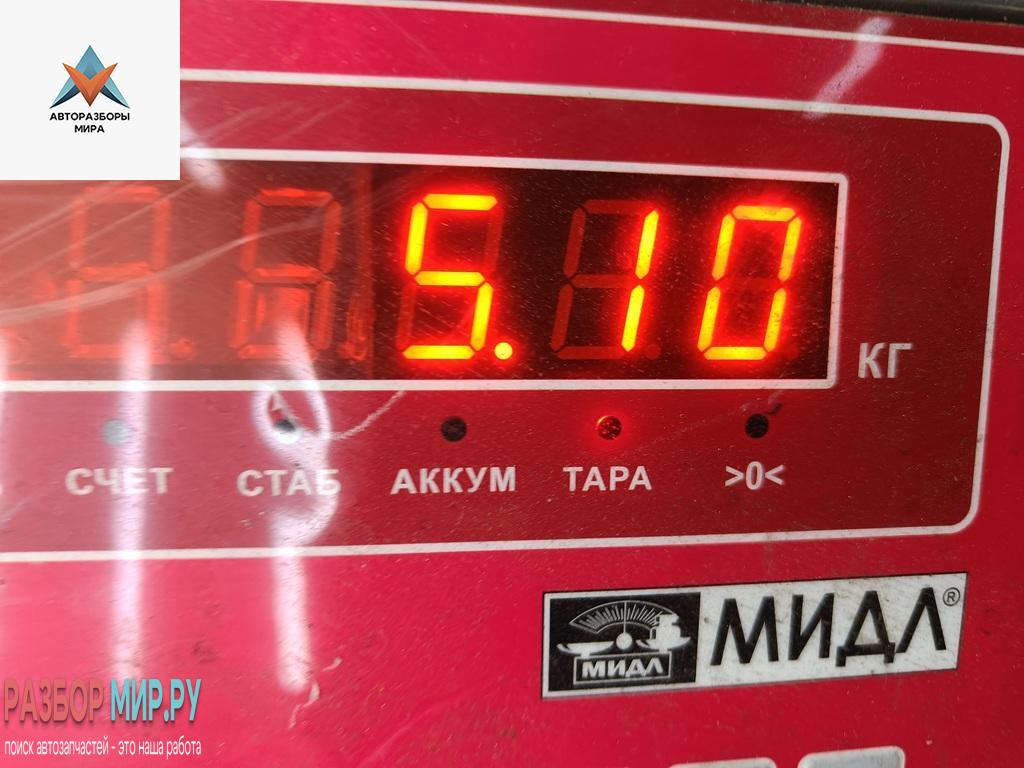 АВТОРАЗБОРЫ
МИРА
5.10
КГ
СЧЕТ СТАБ АККУМ ТАРА >0<
МИДЛ МИДЛ®
РАЗБОР МИР.РУ
поиск автозапчастей - это наша работа